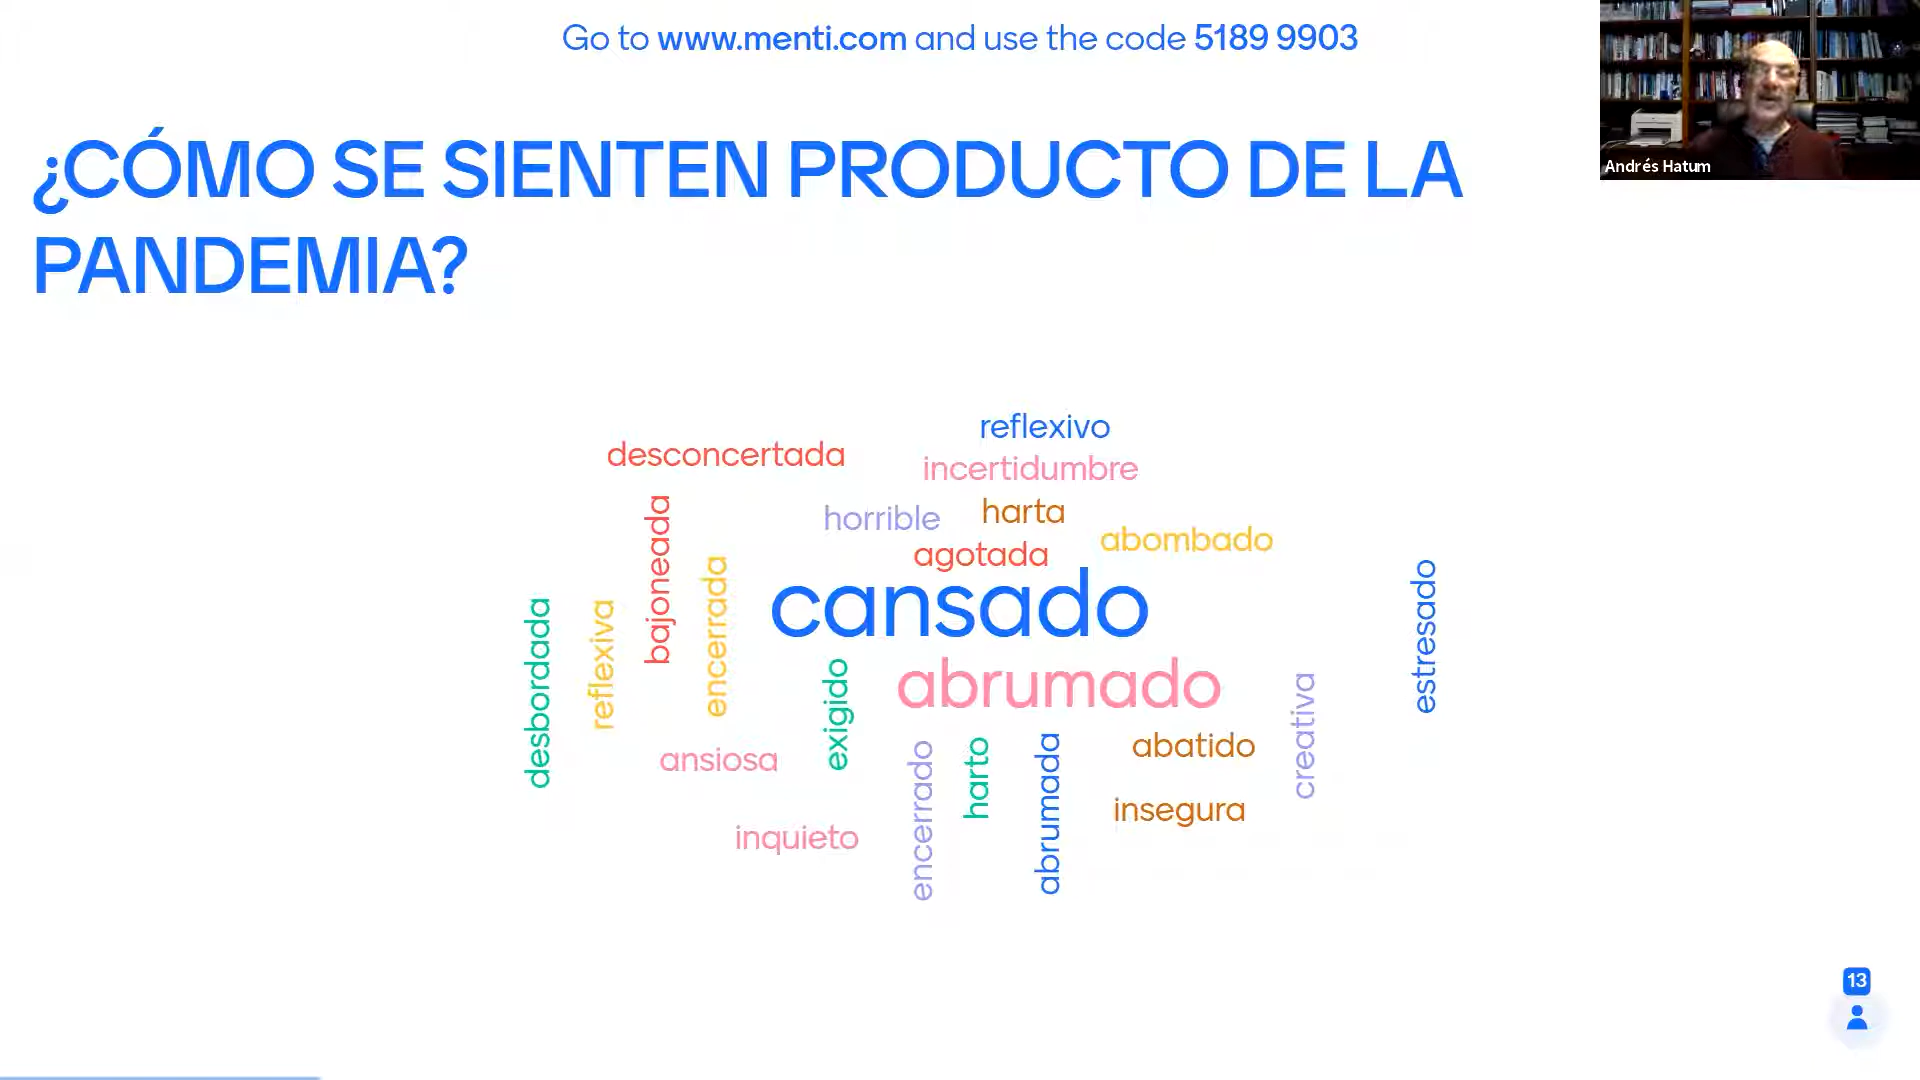 Go to www.menti.com and use the code 5189 9903
Andrés Hatum
¿CÓMO SE SIENTEN PRODUCTO DE LA
PANDEMIA?
reflexivo
desconcertada
incertidumbre
horrible
harta
abombado
agotada
bajoneada
encerrada
cansado
estresado
desbordada
reflexiva
exigido
abrumado
creativa
ansiosa
abatido
encerrado
harto
abrumada
insegura
inquieto
13